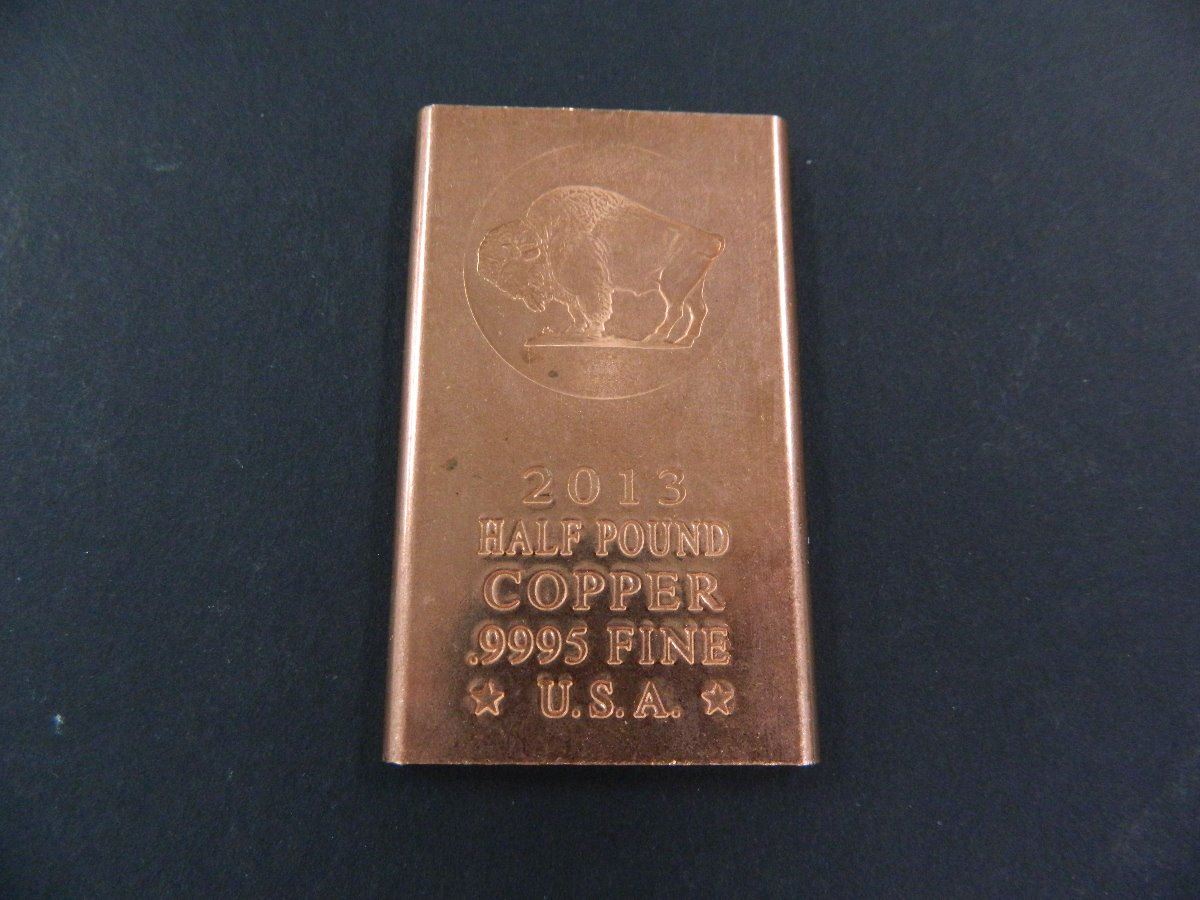 2013
HALF POUND
COPPER
.9995 FINE
★ U.S.A. ★